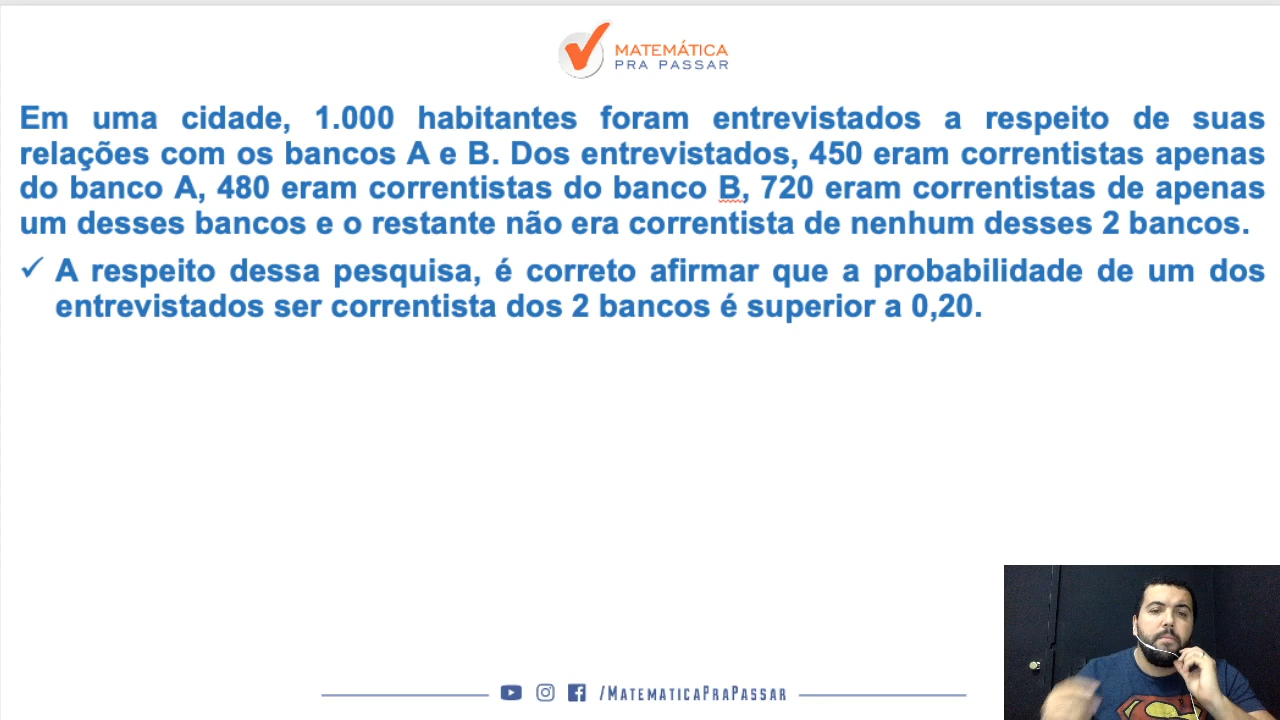 MATEMÁTICA
PRA PASSAR
Em uma cidade, 1.000 habitantes foram entrevistados a respeito de suas
relações com os bancos A e B. Dos entrevistados, 450 eram correntistas apenas
do banco A, 480 eram correntistas do banco B, 720 eram correntistas de apenas
um desses bancos e o restante não era correntista de nenhum desses 2 bancos.
✓ A respeito dessa pesquisa, é correto afirmar que a probabilidade de um dos
entrevistados ser correntista dos 2 bancos é superior a 0,20.
/MATEMATICAPRAPASSAR